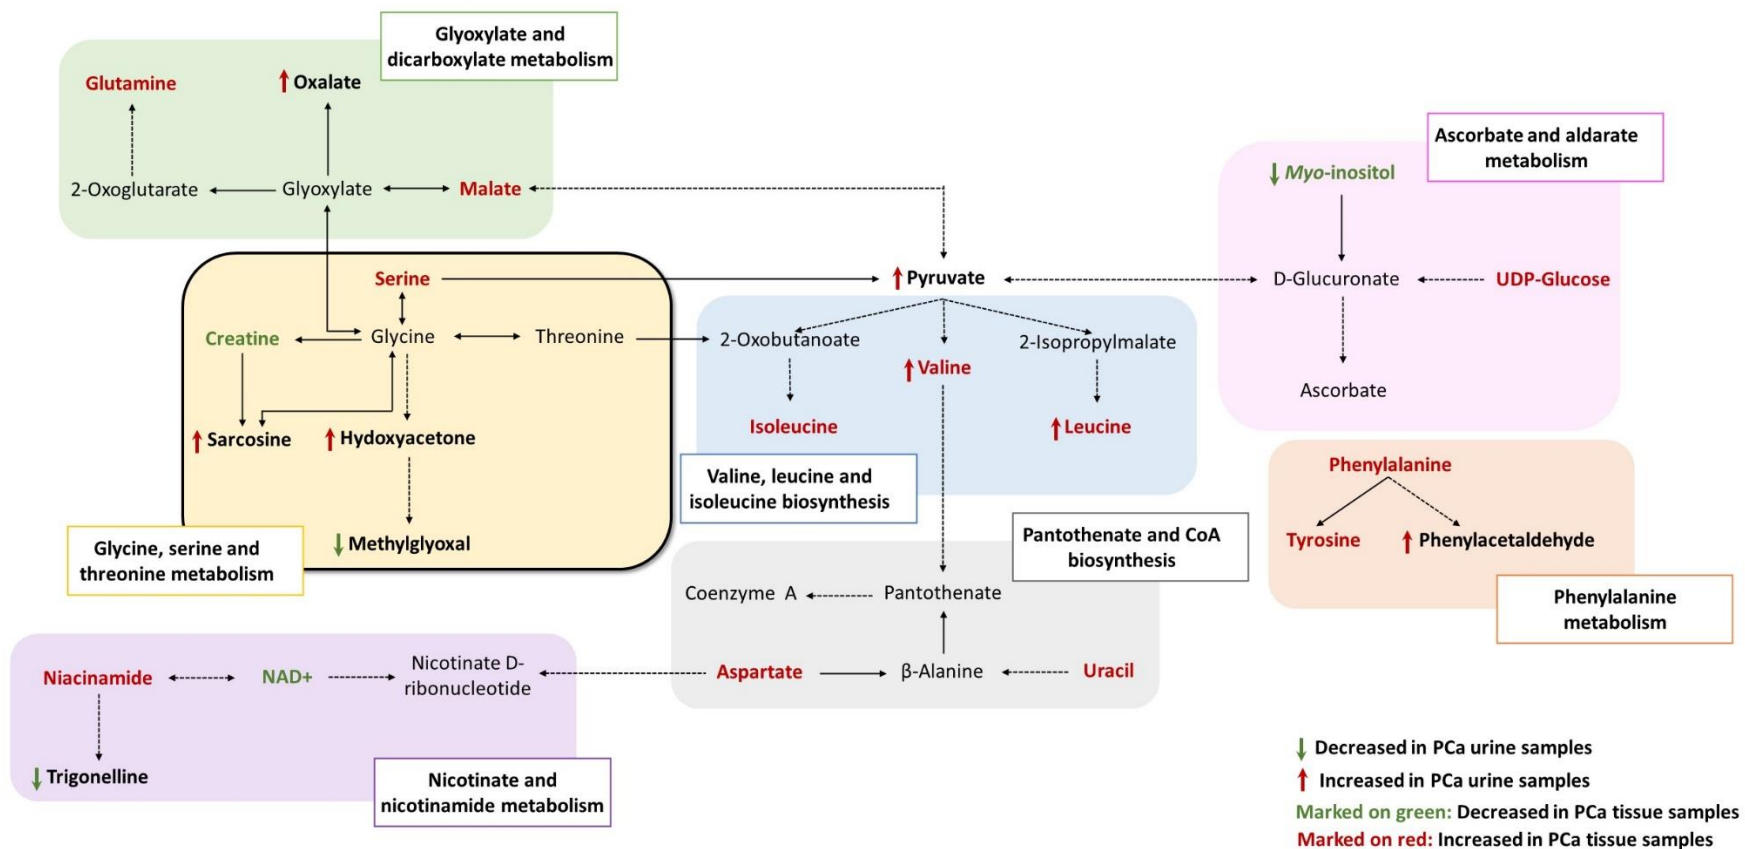 Glyoxylate and
dicarboxylate metabolism
Glutamine
Oxalate
2-Oxoglutarate
Glyoxylate
Malate
Ascorbate and aldarate
metabolism
Myo-inositol
D-Glucuronate
UDP-Glucose
Ascorbate
Serine
Pyruvate
Creatine
Glycine
Threonine
2-Oxobutanoate
2-Isopropylmalate
Valine
Isoleucine
Leucine
Sarcosine
Hydoxyacetone
Methylglyoxal
Valine, leucine and
isoleucine biosynthesis
Glycine, serine and
threonine metabolism
Phenylalanine
Tyrosine
Phenylacetaldehyde
Phenylalanine
metabolism
Pantothenate and CoA
biosynthesis
Coenzyme A
Pantothenate
Aspartate
β-Alanine
Uracil
Niacinamide
NAD+
Nicotinate D-
ribonucleotide
Trigonelline
Nicotinate and
nicotinamide metabolism
Decreased in PCa urine samples
Increased in PCa urine samples
Marked on green: Decreased in PCa tissue samples
Marked on red: Increased in PCa tissue samples